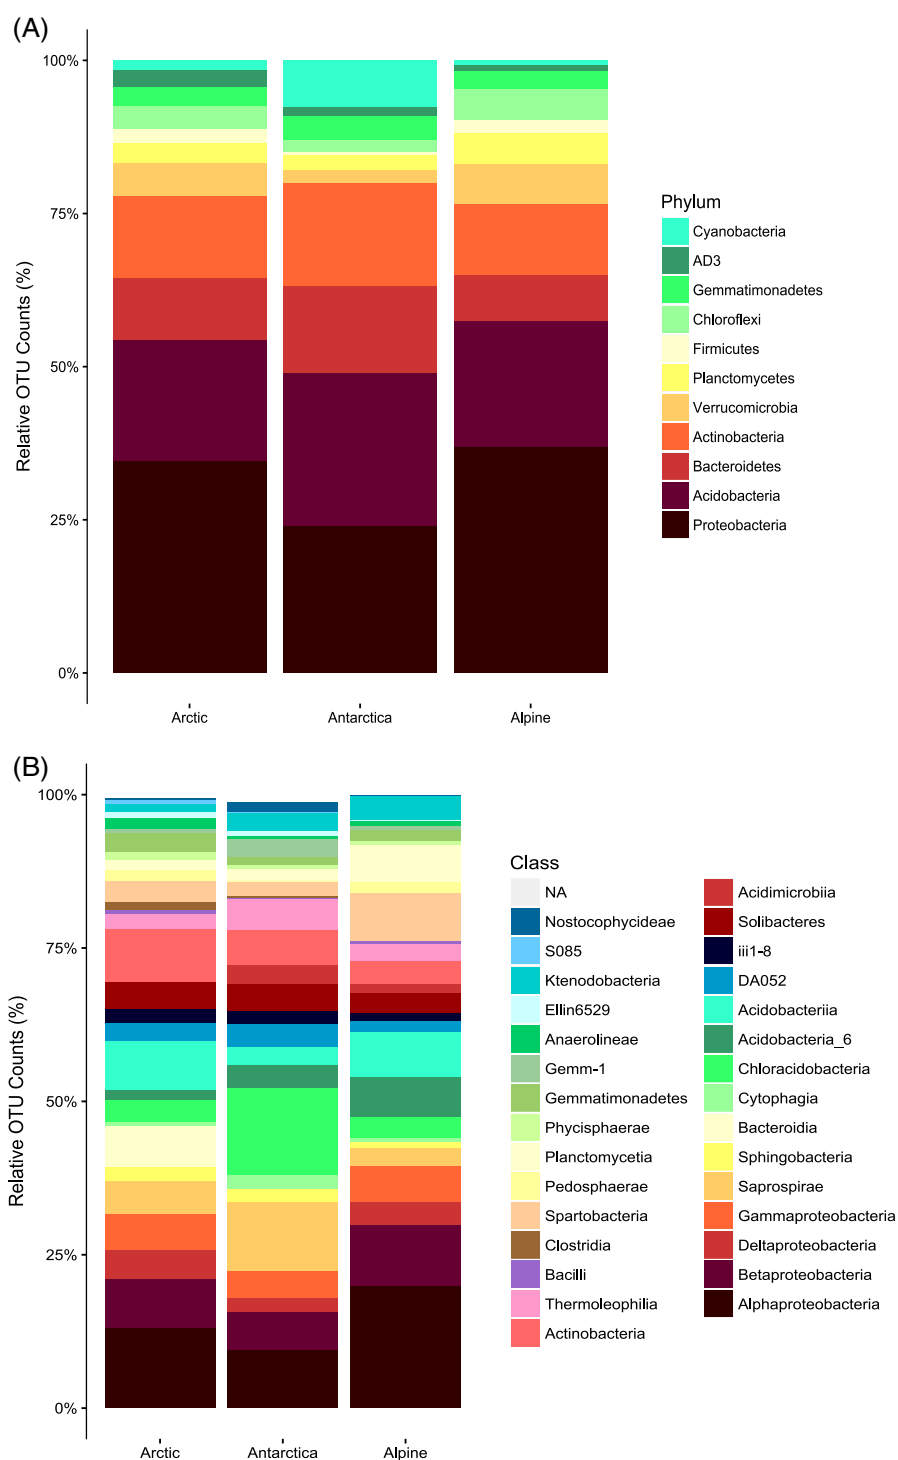 (A)
100%
75%
50%
25%
0%
Relative OTU Counts (%)
Arctic
Antarctica
Alpine
Phylum
Cyanobacteria
AD3
Gemmatimonadetes
Chloroflexi
Firmicutes
Planctomycetes
Verrucomicrobia
Actinobacteria
Bacteroidetes
Acidobacteria
Proteobacteria
(B)
100%
75%
50%
25%
0%
Relative OTU Counts (%)
Arctic
Antarctica
Alpine
Class
NA
Nostocophycideae
S085
Ktenodobacteria
Ellin6529
Anaerolineae
Gemm-1
Gemmatimonadetes
Phycisphaerae
Planctomycetia
Pedosphaerae
Spartobacteria
Clostridia
Bacilli
Thermoleophilia
Actinobacteria
Acidimicrobiia
Solibacteres
iii1-8
DA052
Acidobacteriia
Acidobacteria_6
Chloracidobacteria
Cytophagia
Bacteroidia
Sphingobacteria
Saprospirae
Gammaproteobacteria
Deltaproteobacteria
Betaproteobacteria
Alphaproteobacteria